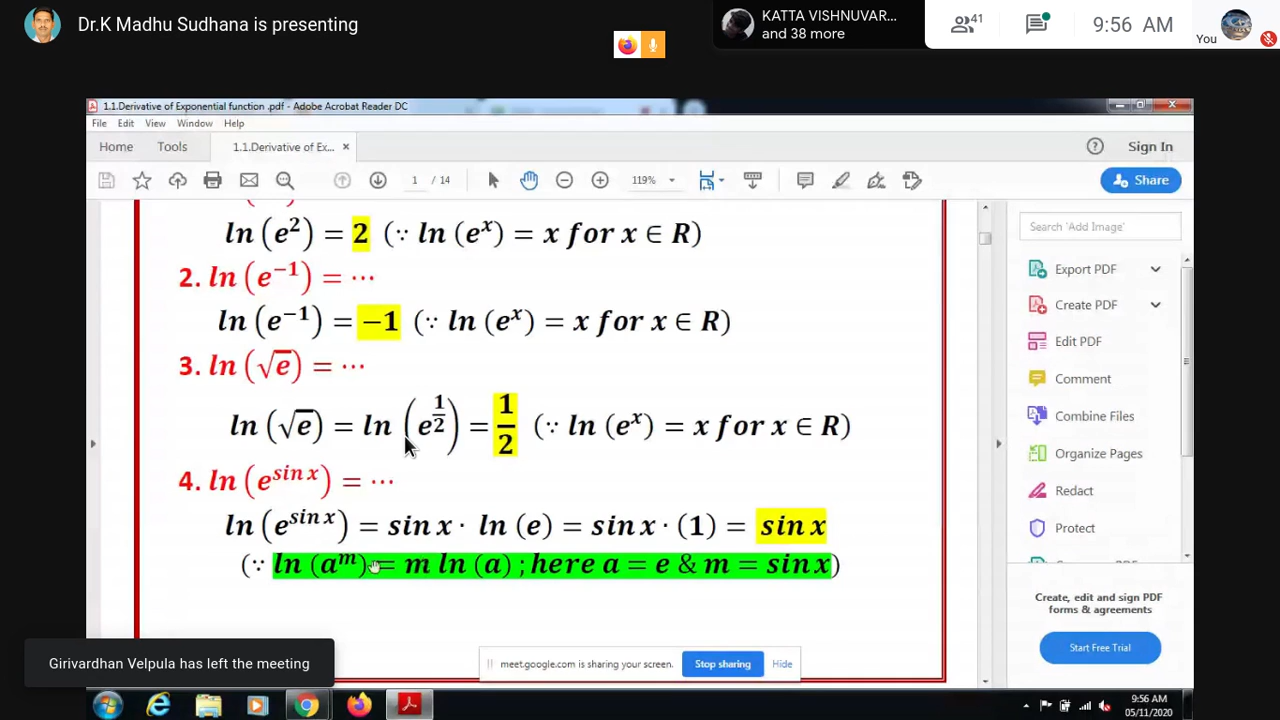 Dr.K Madhu Sudhana is presenting
KATTA VISHNUVAR...
and 38 more
41
9:56 AM
You
1.1.Derivative of Exponential function .pdf - Adobe Acrobat Reader DC
File Edit View Window Help
Home Tools 1.1.Derivative of Ex... × Sign In
1 / 14 119% Share
ln (e²) = 2 (∵ ln (eˣ) = x for x ∈ R)
2. ln (e⁻¹) = ⋯
ln (e⁻¹) = −1 (∵ ln (eˣ) = x for x ∈ R)
3. ln (√e) = ⋯
ln (√e) = ln (e^(1/2)) = 1/2 (∵ ln (eˣ) = x for x ∈ R)
4. ln (e^(sin x)) = ⋯
ln (e^(sin x)) = sin x · ln (e) = sin x · (1) = sin x
(∵ ln (aᵐ) = m ln (a) ; here a = e & m = sin x)
Search 'Add Image'
Export PDF
Create PDF
Edit PDF
Comment
Combine Files
Organize Pages
Redact
Protect
Create, edit and sign PDF
forms & agreements
Start Free Trial
Girivardhan Velpula has left the meeting
meet.google.com is sharing your screen. Stop sharing Hide
9:56 AM
05/11/2020